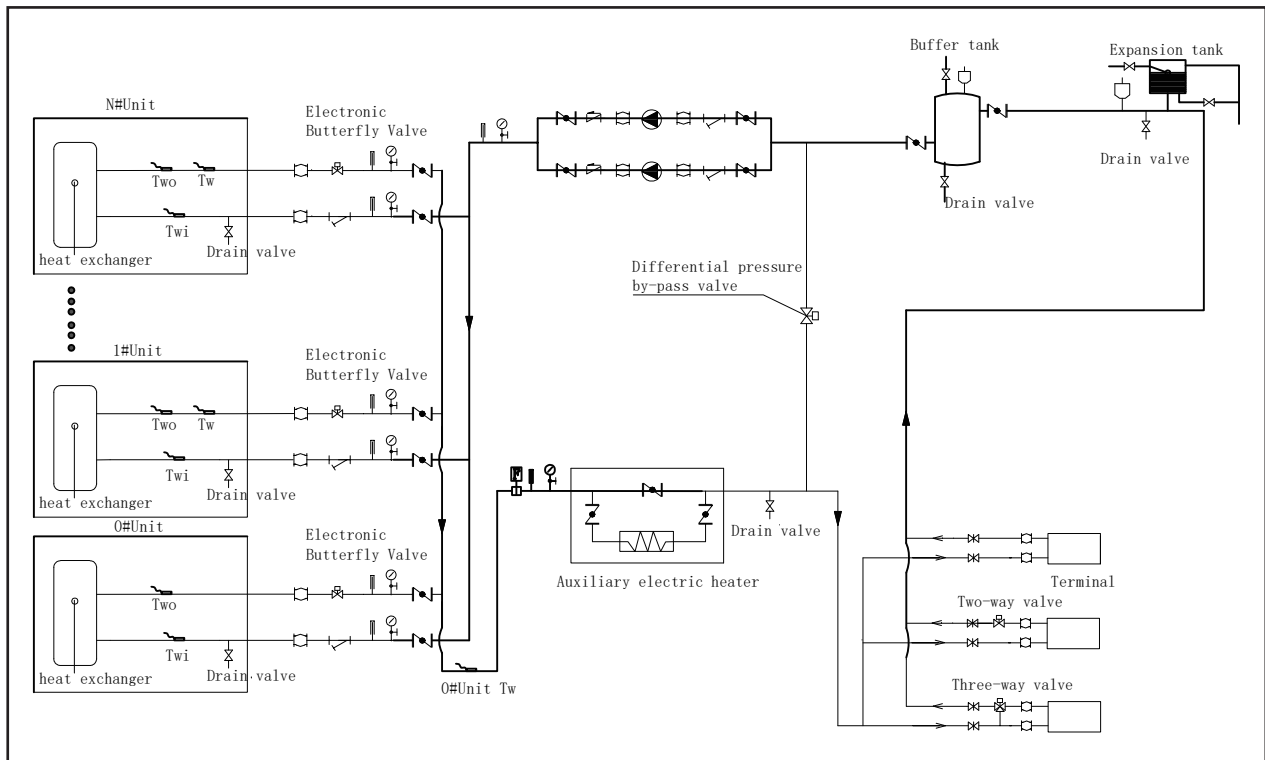 Buffer tank
Expansion tank
N#Unit
Electronic
Butterfly Valve
Two
Tw
Twi
Drain valve
heat exchanger
Drain valve
Drain valve
Differential pressure
by-pass valve
1#Unit
Electronic
Butterfly Valve
Two
Tw
Twi
Drain valve
heat exchanger
0#Unit
Electronic
Butterfly Valve
Two
Twi
Drain valve
heat exchanger
0#Unit Tw
Drain valve
Auxiliary electric heater
Terminal
Two-way valve
Three-way valve